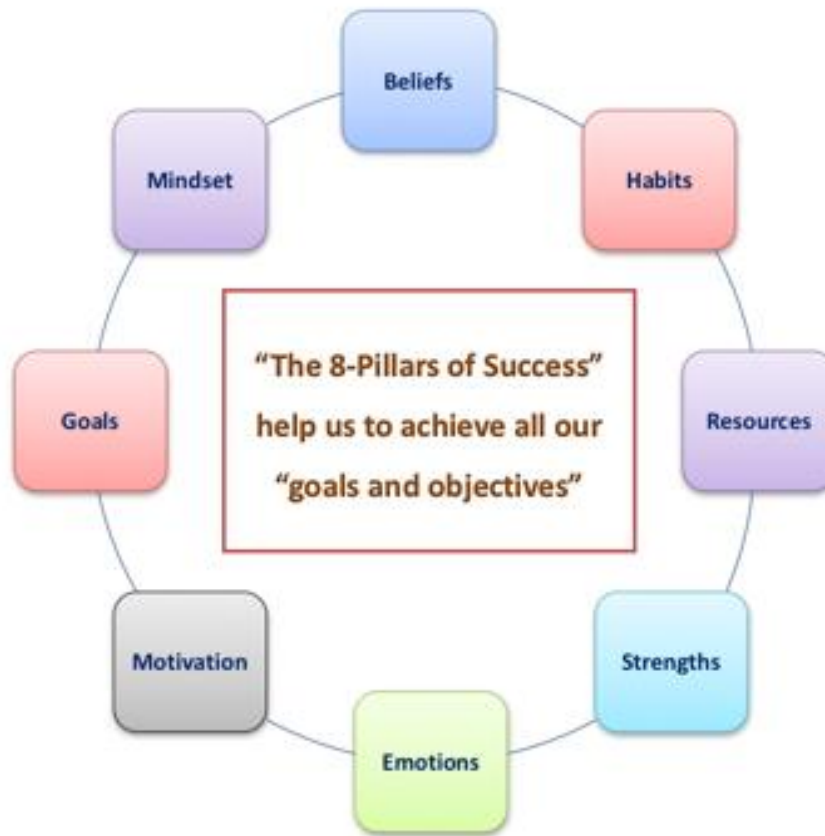 Beliefs
Habits
Resources
Strengths
Emotions
Motivation
Goals
Mindset
“The 8-Pillars of Success”
help us to achieve all our
“goals and objectives”